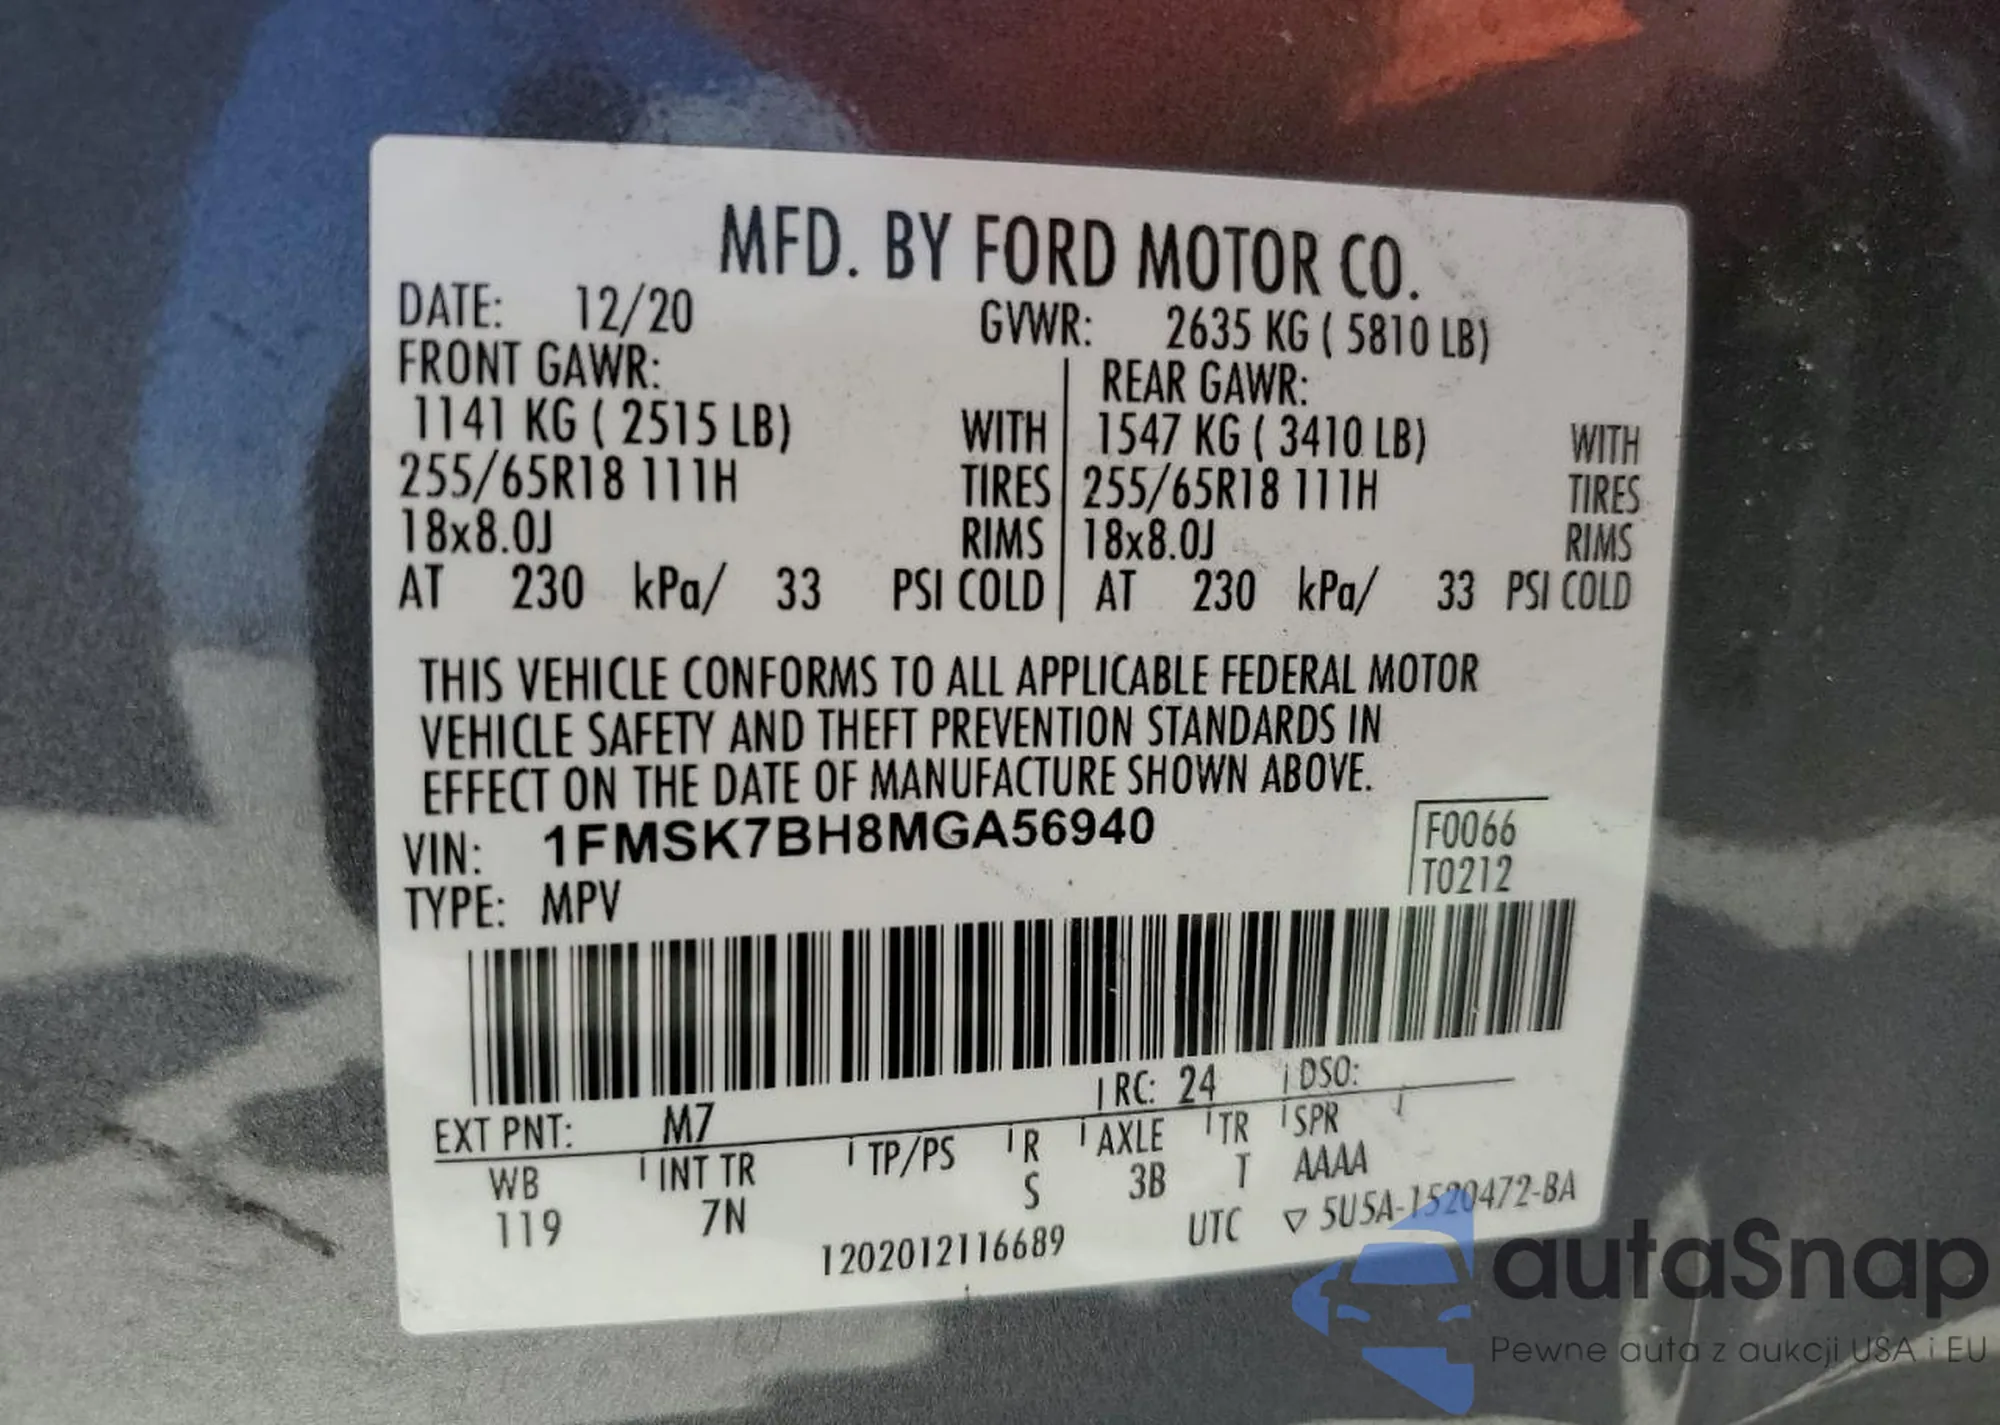 MFD. BY FORD MOTOR CO.
DATE: 12/20
GVWR: 2635 KG ( 5810 LB)
FRONT GAWR:
REAR GAWR:
1141 KG ( 2515 LB) WITH
1547 KG ( 3410 LB) WITH
255/65R18 111H TIRES
255/65R18 111H TIRES
18x8.0J RIMS
18x8.0J RIMS
AT 230 kPa/ 33 PSI COLD
AT 230 kPa/ 33 PSI COLD
THIS VEHICLE CONFORMS TO ALL APPLICABLE FEDERAL MOTOR
VEHICLE SAFETY AND THEFT PREVENTION STANDARDS IN
EFFECT ON THE DATE OF MANUFACTURE SHOWN ABOVE.
VIN: 1FMSK7BH8MGA56940
F0066
TYPE: MPV
T0212
EXT PNT: M7 RC: 24 DSO:
WB INT TR TP/PS R AXLE TR SPR
119 7N S 3B T AAAA
1202012116689 UTC ▽ 5U5A-1520472-BA
autaSnap
Pewne auta z aukcji USA i EU